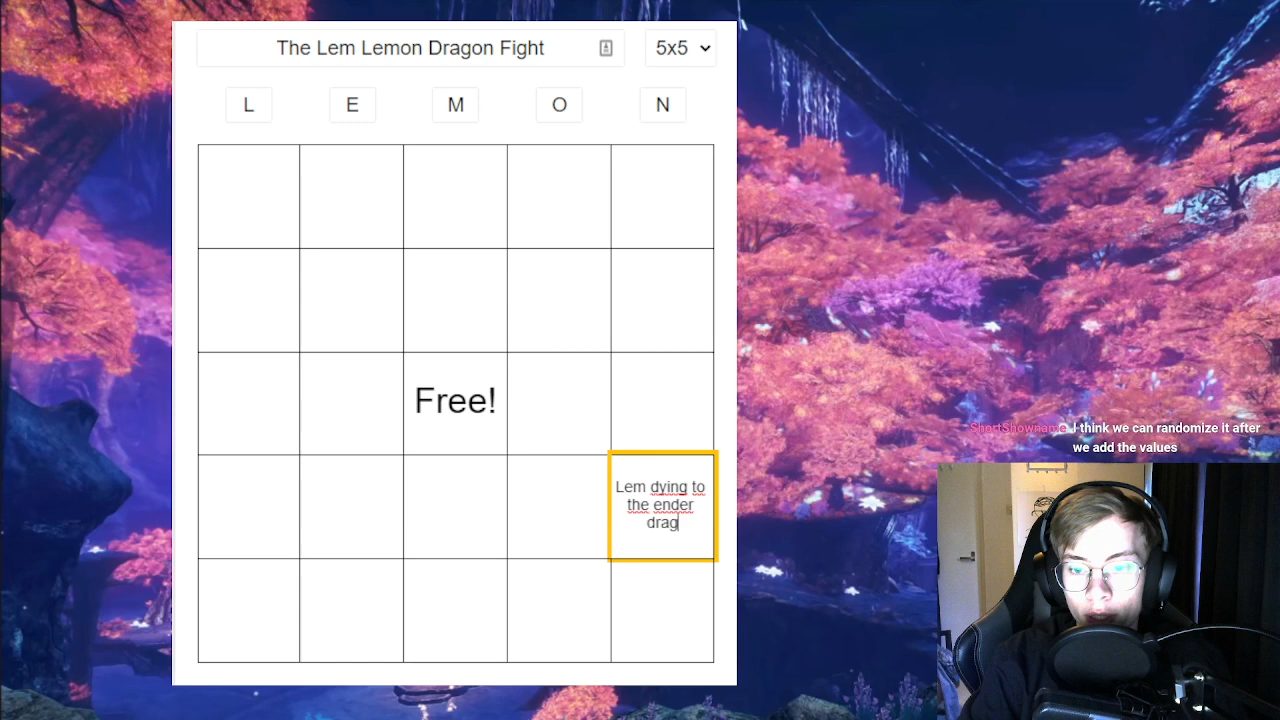 The Lem Lemon Dragon Fight
5x5
L E M O N
Free!
Lem dying to
the ender
drag
ShortShowname I think we can randomize it after
we add the values